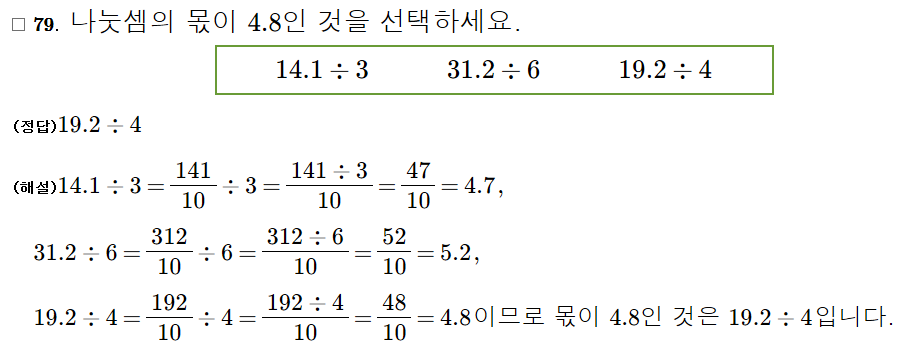 □ 79. 나눗셈의 몫이 4.8인 것을 선택하세요.
14.1 ÷ 3 31.2 ÷ 6 19.2 ÷ 4
(정답)19.2 ÷ 4
(해설)14.1 ÷ 3 = 141/10 ÷ 3 = (141 ÷ 3)/10 = 47/10 = 4.7,
31.2 ÷ 6 = 312/10 ÷ 6 = (312 ÷ 6)/10 = 52/10 = 5.2,
19.2 ÷ 4 = 192/10 ÷ 4 = (192 ÷ 4)/10 = 48/10 = 4.8이므로 몫이 4.8인 것은 19.2 ÷ 4입니다.